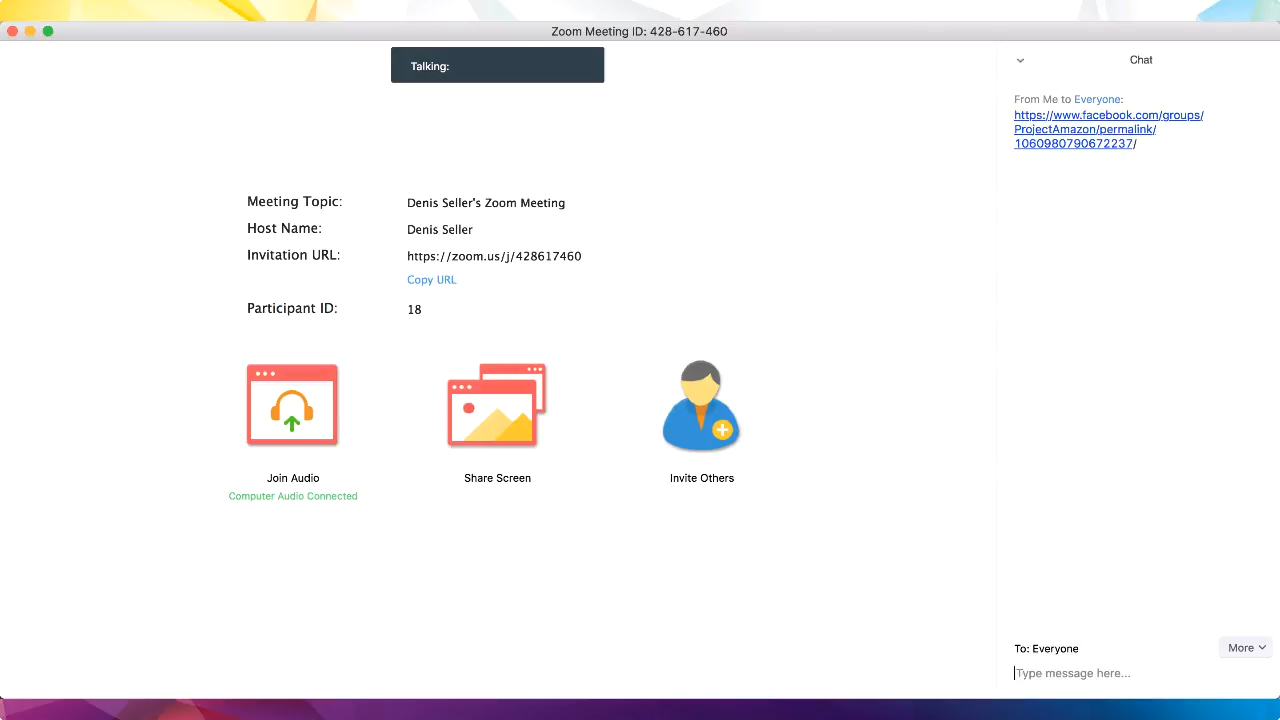 Zoom Meeting ID: 428-617-460
Talking:
Meeting Topic: Denis Seller's Zoom Meeting
Host Name: Denis Seller
Invitation URL: https://zoom.us/j/428617460
Copy URL
Participant ID: 18
Join Audio
Computer Audio Connected
Share Screen
Invite Others
Chat
From Me to Everyone:
https://www.facebook.com/groups/
ProjectAmazon/permalink/
1060980790672237/
To: Everyone
More
Type message here...